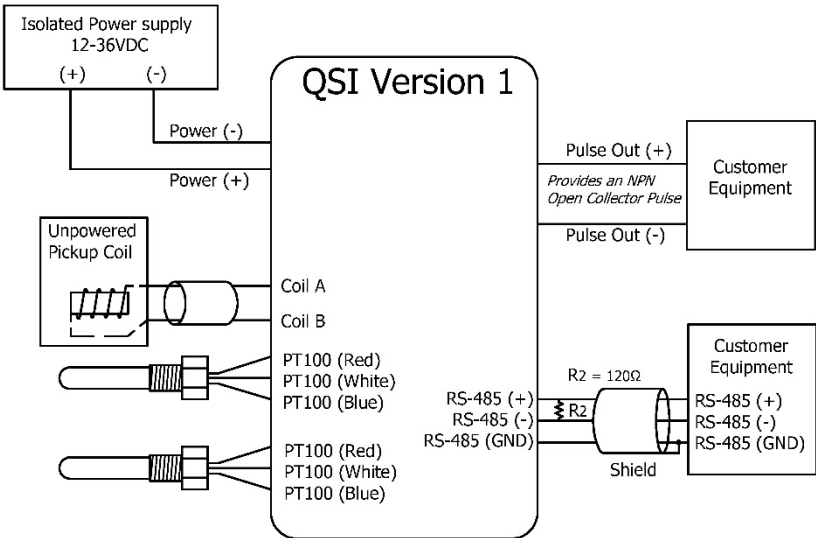 Isolated Power supply
12-36VDC
(+) (-)
QSI Version 1
Power (-)
Power (+)
Pulse Out (+)
Provides an NPN
Open Collector Pulse
Pulse Out (-)
Customer
Equipment
Unpowered
Pickup Coil
Coil A
Coil B
PT100 (Red)
PT100 (White)
PT100 (Blue)
PT100 (Red)
PT100 (White)
PT100 (Blue)
RS-485 (+)
RS-485 (-)
RS-485 (GND)
R2 = 120Ω
R2
Shield
Customer
Equipment
RS-485 (+)
RS-485 (-)
RS-485 (GND)